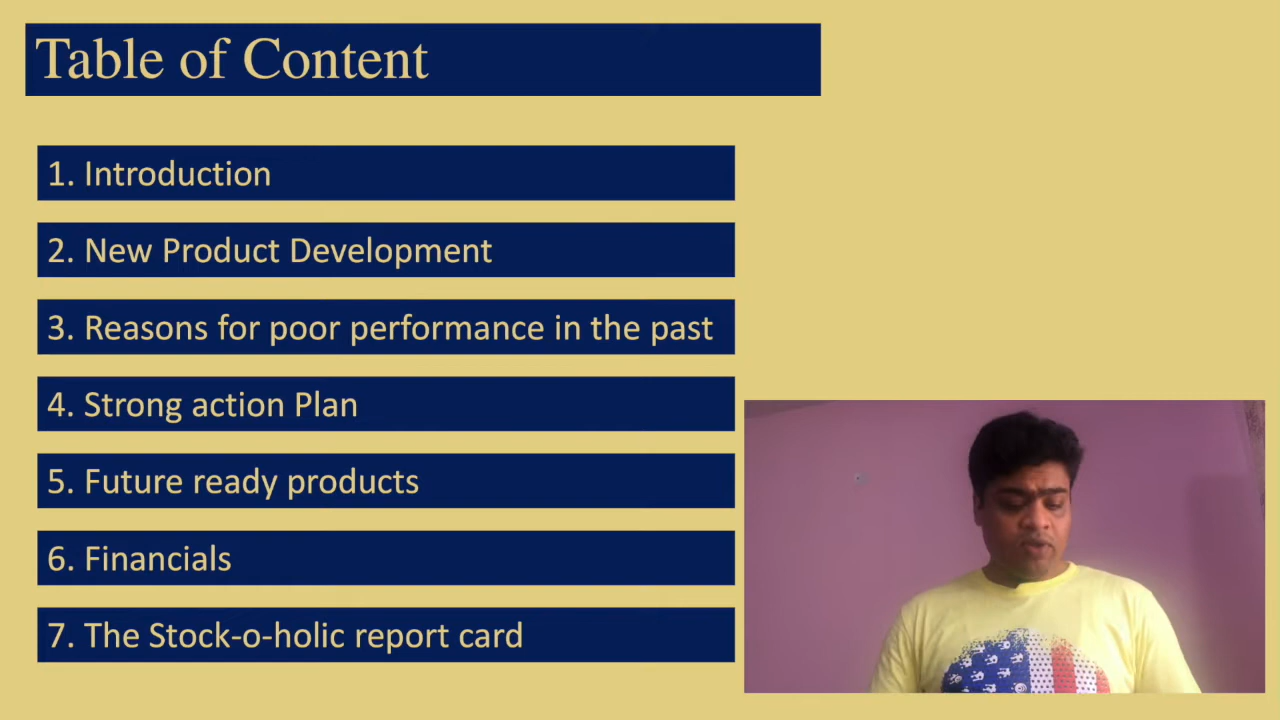 Table of Content
1. Introduction
2. New Product Development
3. Reasons for poor performance in the past
4. Strong action Plan
5. Future ready products
6. Financials
7. The Stock-o-holic report card